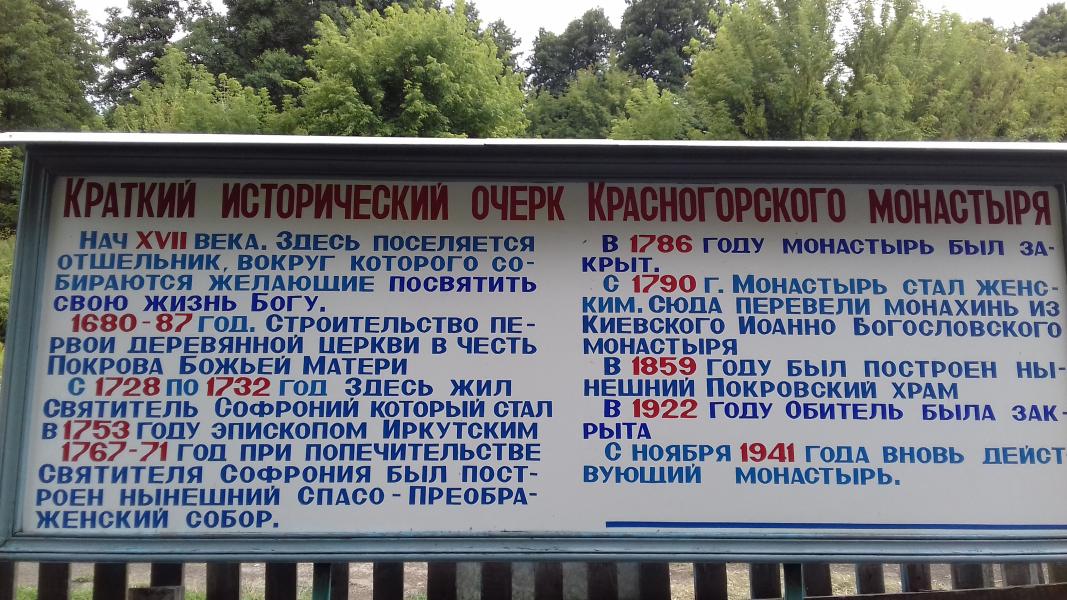 Краткий исторический очерк Красногорского монастыря
Нач XVII века. Здесь поселяется
отшельник, вокруг которого со-
бираются желающие посвятить
свою жизнь Богу.
1680-87 год. Строительство пе-
рвой деревянной церкви в честь
Покрова Божьей Матери
С 1728 по 1732 год Здесь жил
святитель Софроний который стал
в 1753 году эпископом Иркутским
1767-71 год при попечительстве
Святителя Софрония был пост-
роен нынешний Спасо-Преобра-
женский собор.
В 1786 году монастырь был за-
крыт.
С 1790 г. Монастырь стал женс-
ким. Сюда перевели монахинь из
Киевского Иоанно Богословского
монастыря
В 1859 году был построен ны-
нешний Покровский храм
В 1922 году Обитель была зак-
рыта
С ноября 1941 года вновь дейст
вующий монастырь.